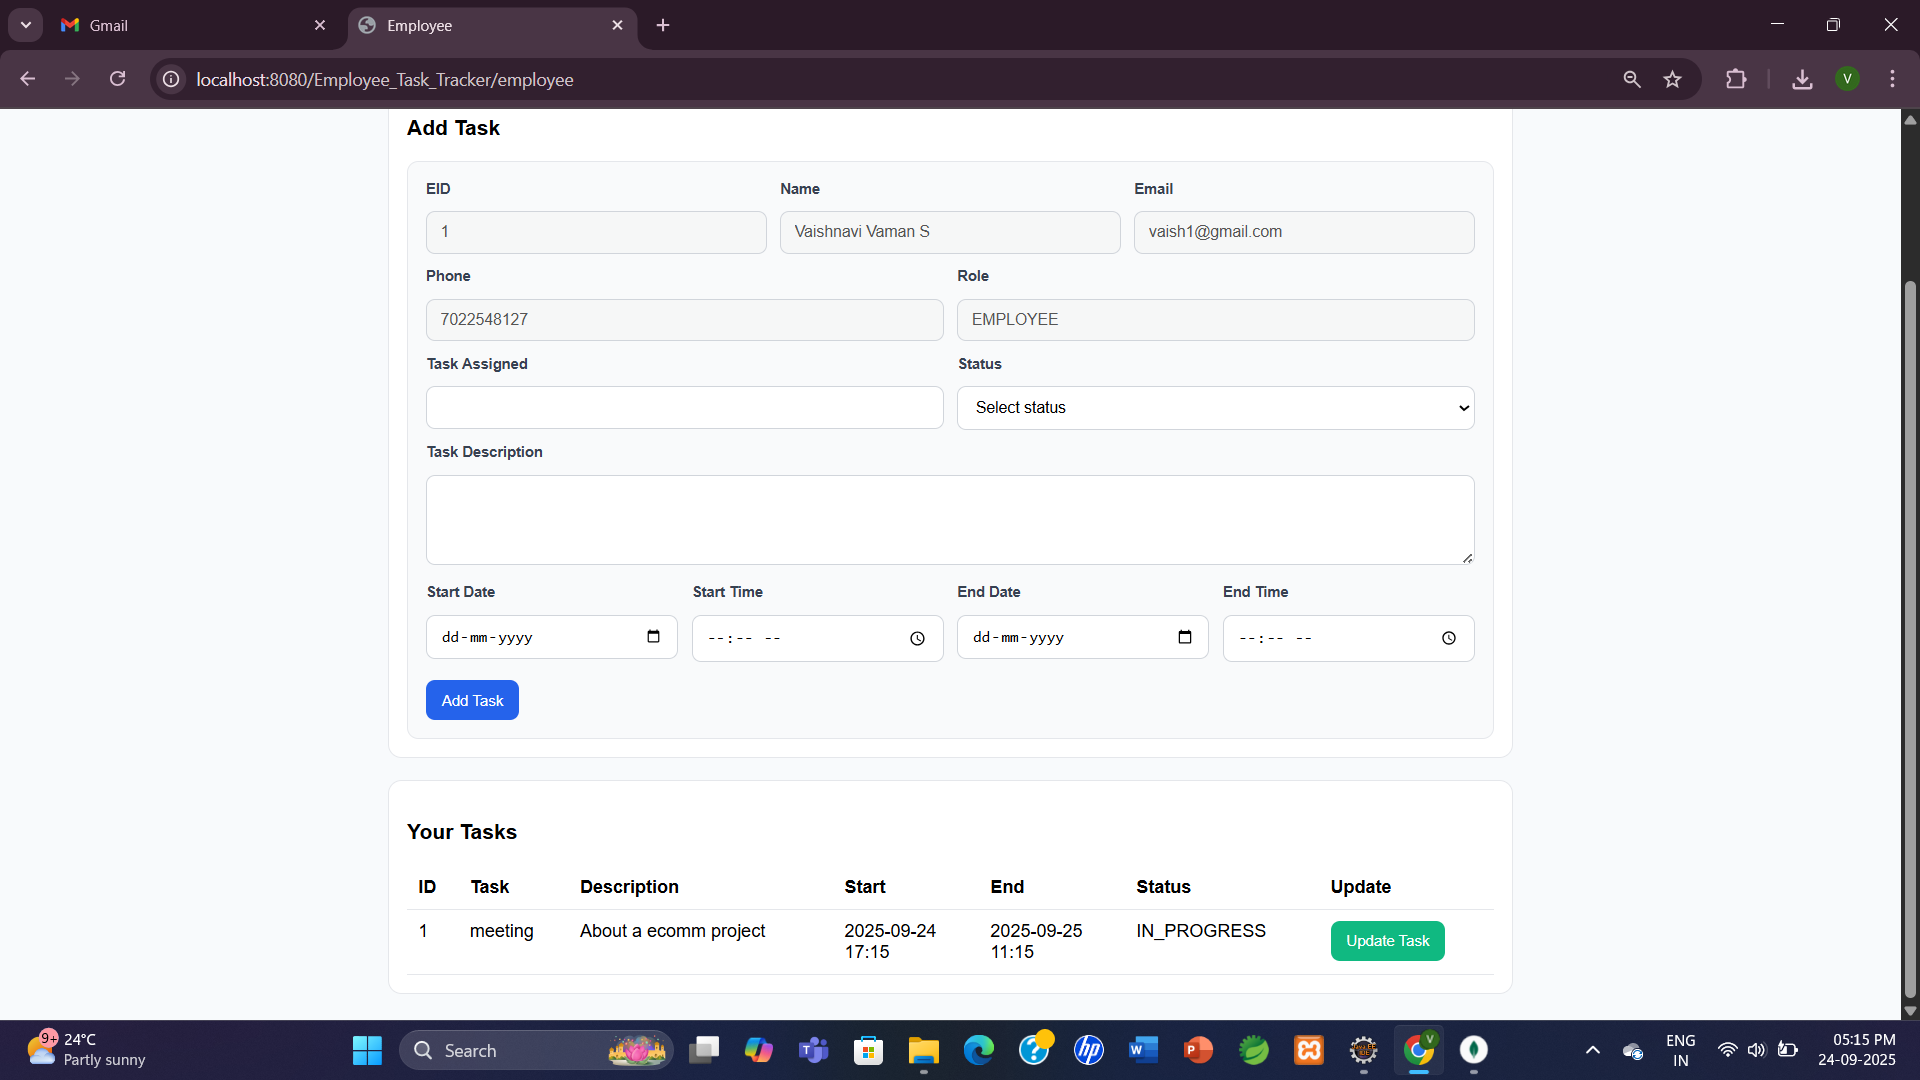 Gmail
Employee
localhost:8080/Employee_Task_Tracker/employee
V
Add Task
EID
Name
Email
1
Vaishnavi Vaman S
vaish1@gmail.com
Phone
Role
7022548127
EMPLOYEE
Task Assigned
Status
Select status
Task Description
Start Date
Start Time
End Date
End Time
dd-mm-yyyy
--:-- --
dd-mm-yyyy
--:-- --
Add Task
Your Tasks
ID Task Description Start End Status Update
1 meeting About a ecomm project 2025-09-24 2025-09-25 IN_PROGRESS Update Task
17:15 11:15
9+
24°C
Partly sunny
Search
ENG
IN
05:15 PM
24-09-2025